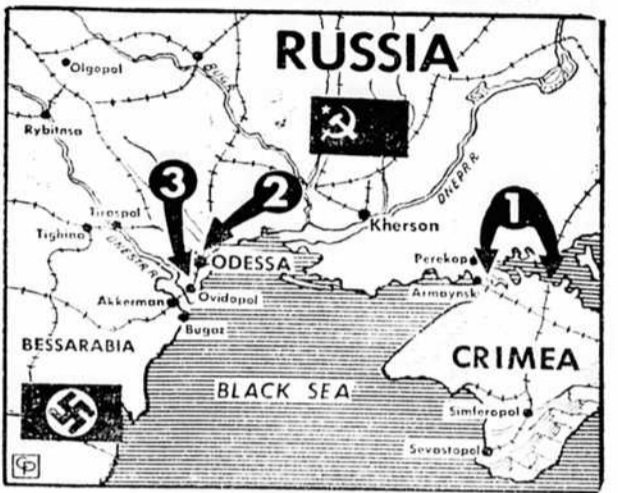 RUSSIA
Olgopol
BUG R
Rybitnsa
DNEPR R
3
2
1
Tiraspol
Tighina
DNESTR R
Kherson
ODESSA
Perekop
Ovidopol
Armaynsk
Akkerman
Bugaz
BESSARABIA
CRIMEA
BLACK SEA
Simferopol
Sevastopol
CP